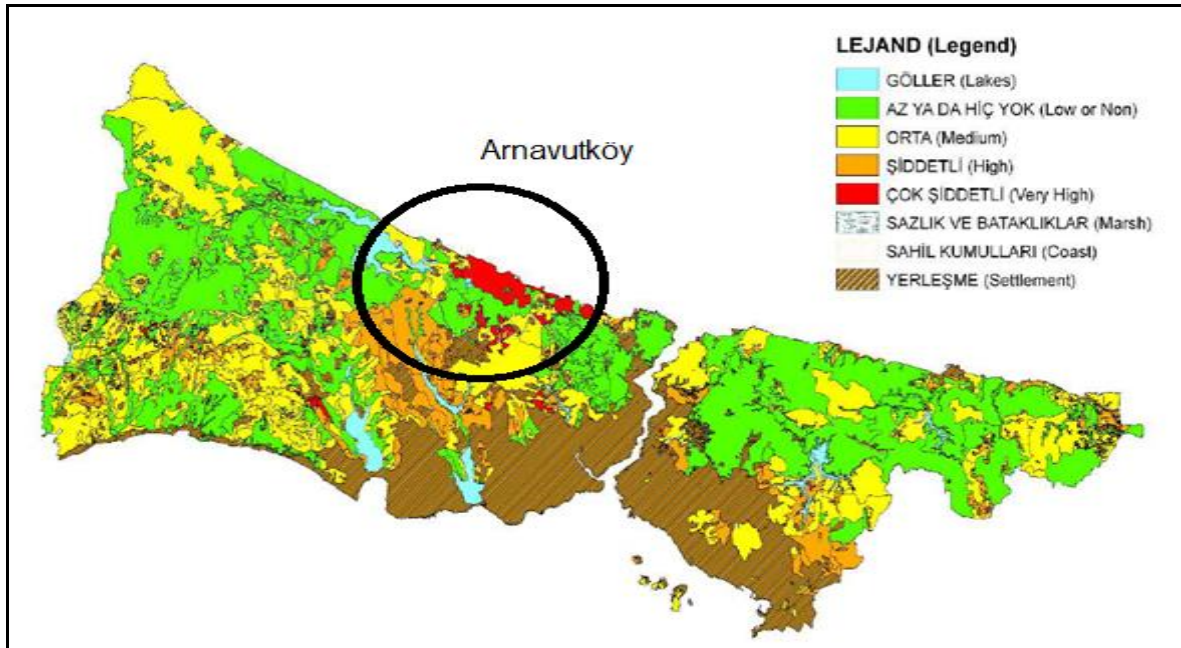 LEJAND (Legend)
GÖLLER (Lakes)
AZ YA DA HİÇ YOK (Low or Non)
ORTA (Medium)
ŞİDDETLİ (High)
ÇOK ŞİDDETLİ (Very High)
SAZLIK VE BATAKLIKLAR (Marsh)
SAHİL KUMULLARI (Coast)
YERLEŞME (Settlement)
Arnavutköy